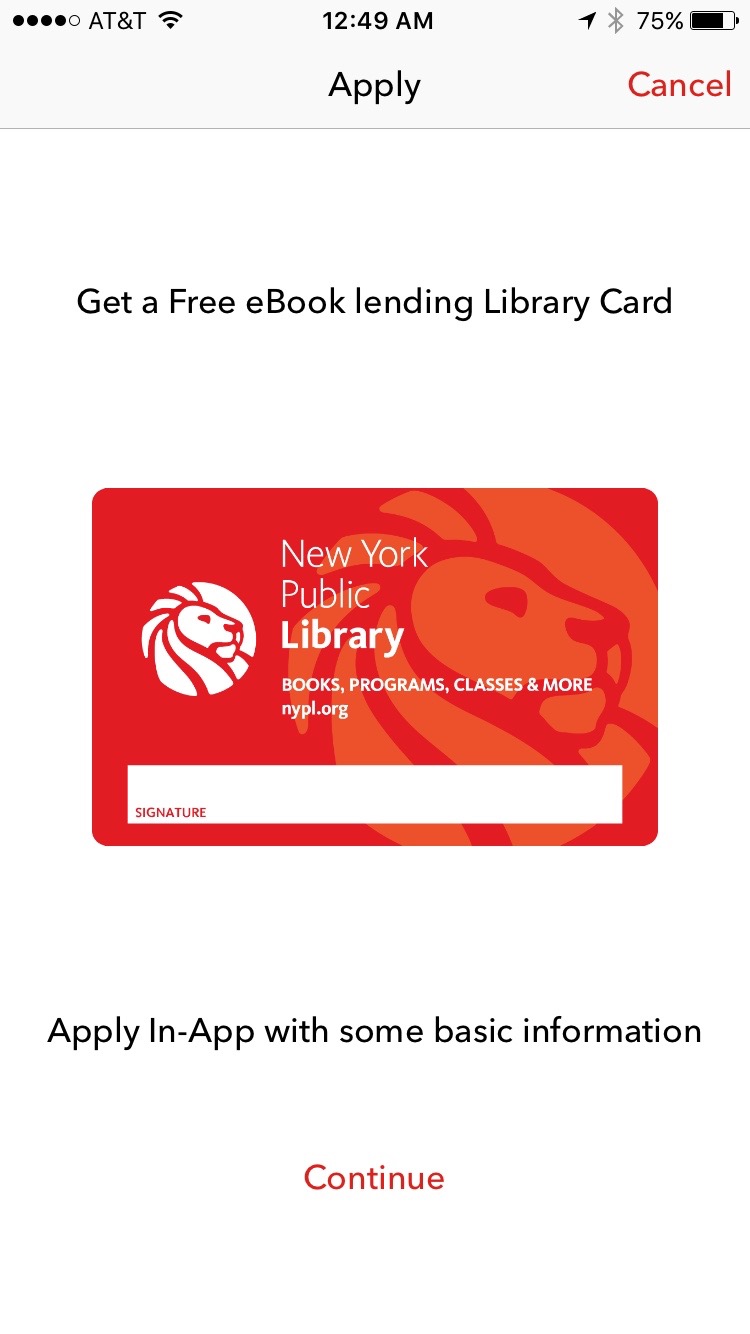 AT&T 12:49 AM 75%
Apply Cancel
Get a Free eBook lending Library Card
New York
Public
Library
BOOKS, PROGRAMS, CLASSES & MORE
nypl.org
SIGNATURE
Apply In-App with some basic information
Continue